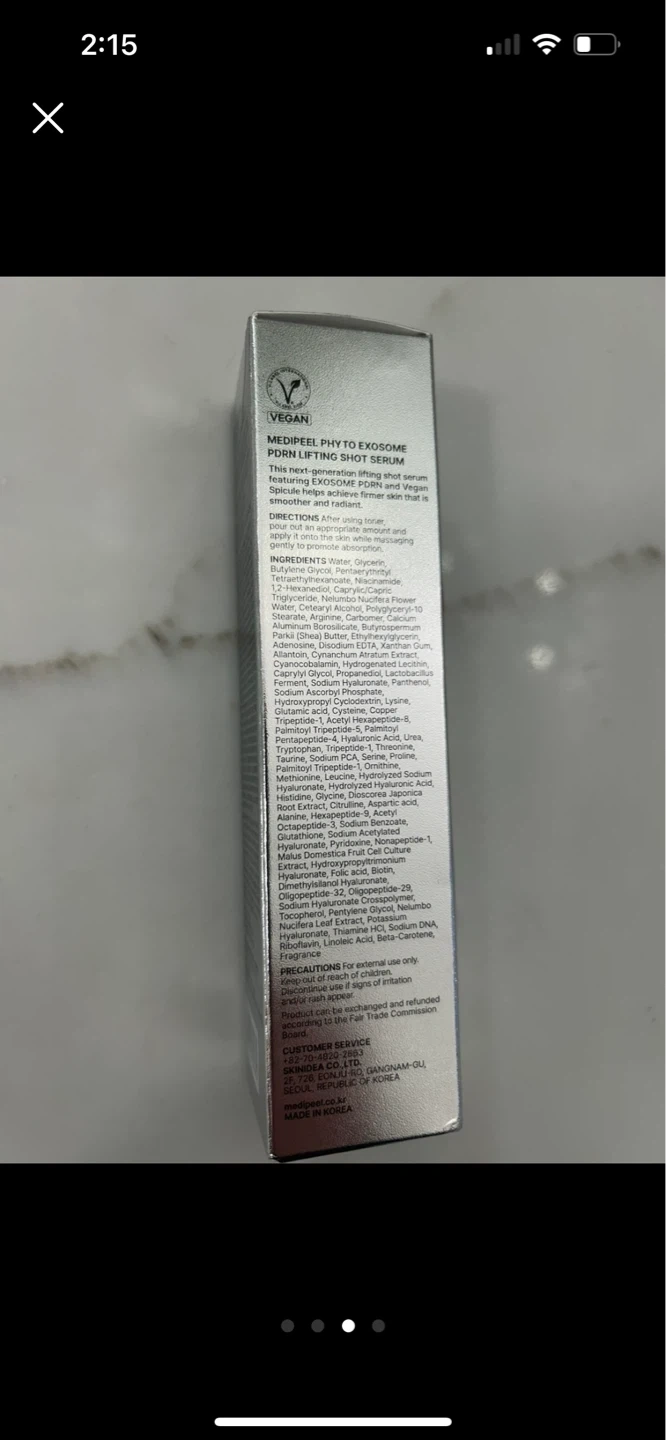 2:15
VEGAN
MEDIPEEL PHYTO EXOSOME
PDRN LIFTING SHOT SERUM
This next-generation lifting shot serum
featuring EXOSOME PDRN and Vegan
Spicule helps achieve firmer skin that is
smoother and radiant.
DIRECTIONS After using toner,
pour out an appropriate amount and
apply it onto the skin while massaging
gently to promote absorption.
INGREDIENTS Water, Glycerin,
Butylene Glycol, Pentaerythrityl
Tetraethylhexanoate, Niacinamide,
1,2-Hexanediol, Caprylic/Capric
Triglyceride, Nelumbo Nucifera Flower
Water, Cetearyl Alcohol, Polyglyceryl-10
Stearate, Arginine, Carbomer, Calcium
Aluminum Borosilicate, Butyrospermum
Parkii (Shea) Butter, Ethylhexylglycerin,
Adenosine, Disodium EDTA, Xanthan Gum,
Allantoin, Cynanchum Atratum Extract,
Cyanocobalamin, Hydrogenated Lecithin,
Caprylyl Glycol, Propanediol, Lactobacillus
Ferment, Sodium Hyaluronate, Panthenol,
Sodium Ascorbyl Phosphate,
Hydroxypropyl Cyclodextrin, Lysine,
Glutamic acid, Cysteine, Copper
Tripeptide-1, Acetyl Hexapeptide-8,
Palmitoyl Tripeptide-5, Palmitoyl
Pentapeptide-4, Hyaluronic Acid, Urea,
Tryptophan, Tripeptide-1, Threonine,
Taurine, Sodium PCA, Serine, Proline,
Palmitoyl Tripeptide-1, Ornithine,
Methionine, Leucine, Hydrolyzed Sodium
Hyaluronate, Hydrolyzed Hyaluronic Acid,
Histidine, Glycine, Dioscorea Japonica
Root Extract, Citrulline, Aspartic acid,
Alanine, Hexapeptide-9, Acetyl
Octapeptide-3, Sodium Benzoate,
Glutathione, Sodium Acetylated
Hyaluronate, Pyridoxine, Nonapeptide-1,
Malus Domestica Fruit Cell Culture
Extract, Hydroxypropyltrimonium
Hyaluronate, Folic acid, Biotin,
Dimethylsilanol Hyaluronate,
Oligopeptide-32, Oligopeptide-29,
Sodium Hyaluronate Crosspolymer,
Tocopherol, Pentylene Glycol, Nelumbo
Nucifera Leaf Extract, Potassium
Hyaluronate, Thiamine HCl, Sodium DNA,
Riboflavin, Linoleic Acid, Beta-Carotene,
Fragrance
PRECAUTIONS For external use only.
Keep out of reach of children.
Discontinue use if signs of irritation
and/or rash appear.
Product can be exchanged and refunded
according to the Fair Trade Commission
Board.
CUSTOMER SERVICE
+82-70-4820-2863
SKINIDEA CO.,LTD.
2F, 726, EONJU-RO, GANGNAM-GU,
SEOUL, REPUBLIC OF KOREA
medipeel.co.kr
MADE IN KOREA